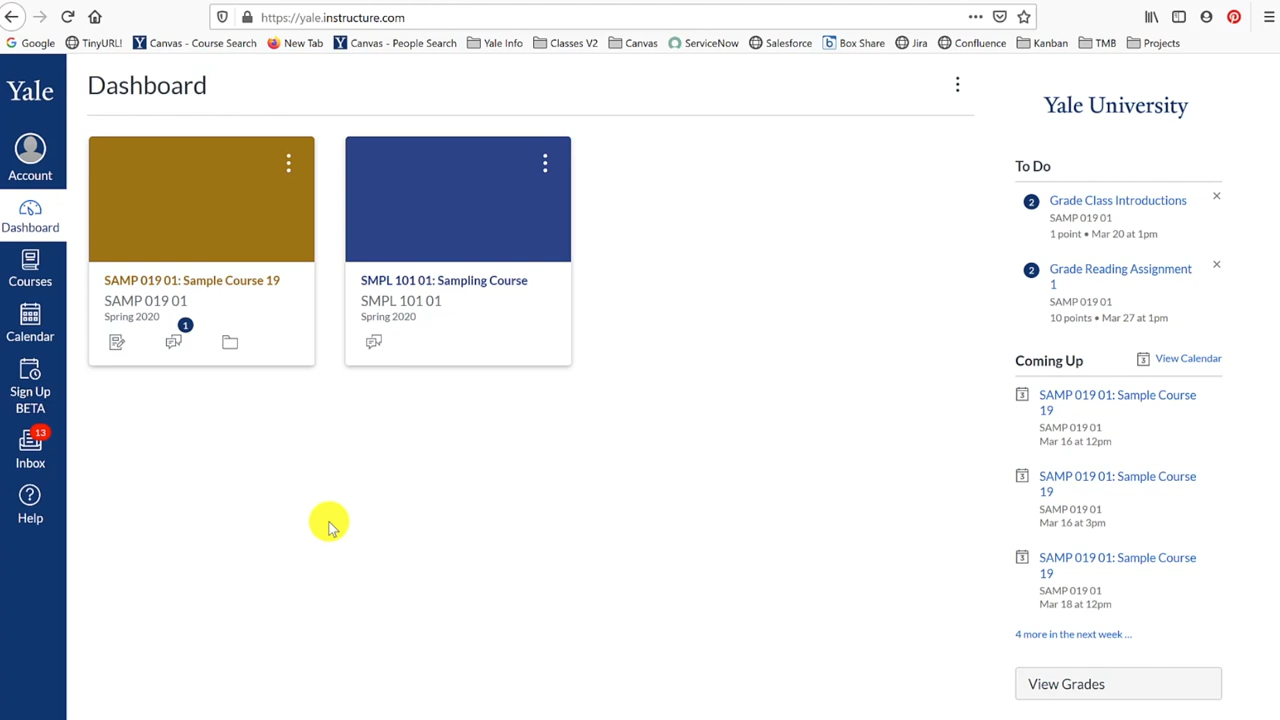 https://yale.instructure.com
Google TinyURL! Canvas - Course Search New Tab Canvas - People Search Yale Info Classes V2 Canvas ServiceNow Salesforce Box Share Jira Confluence Kanban TMB Projects
Yale
Account
Dashboard
Courses
Calendar
Sign Up
BETA
13
Inbox
Help
Dashboard
SAMP 019 01: Sample Course 19
SAMP 019 01
Spring 2020
1
SMPL 101 01: Sampling Course
SMPL 101 01
Spring 2020
Yale University
To Do
2 Grade Class Introductions
SAMP 019 01
1 point • Mar 20 at 1pm
2 Grade Reading Assignment
1
SAMP 019 01
10 points • Mar 27 at 1pm
Coming Up 3 View Calendar
3 SAMP 019 01: Sample Course
19
SAMP 019 01
Mar 16 at 12pm
3 SAMP 019 01: Sample Course
19
SAMP 019 01
Mar 16 at 3pm
3 SAMP 019 01: Sample Course
19
SAMP 019 01
Mar 18 at 12pm
4 more in the next week ...
View Grades